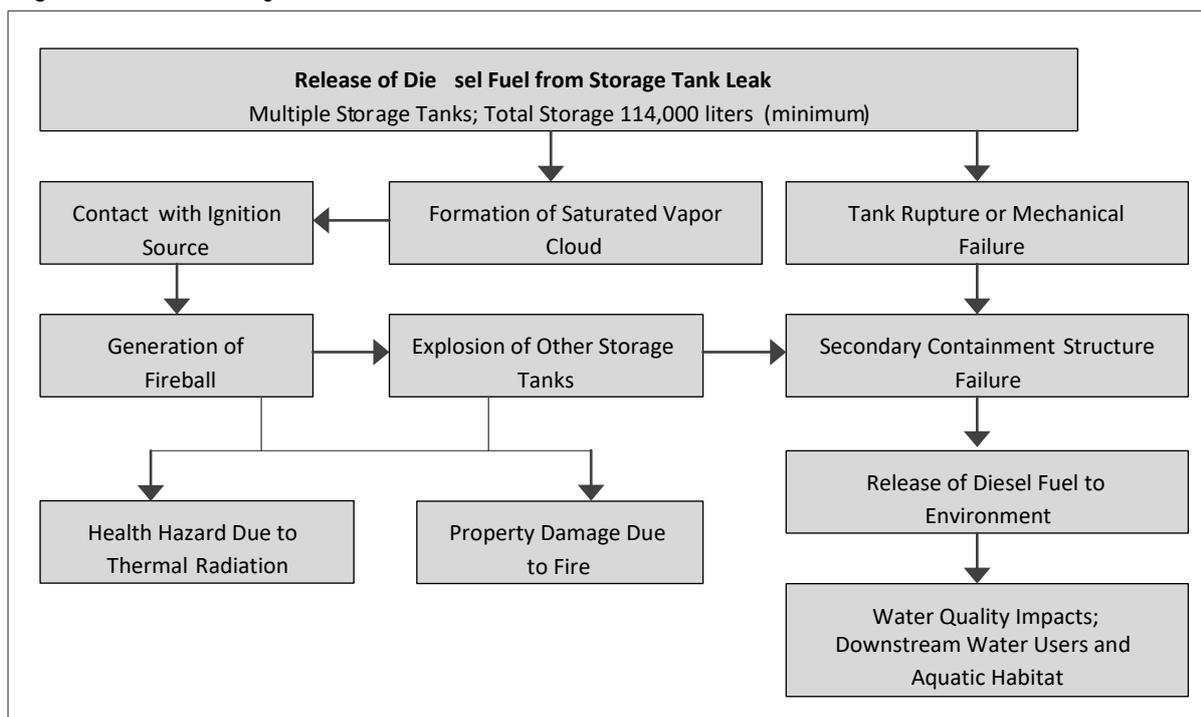 Release of Die sel Fuel from Storage Tank Leak
Multiple Storage Tanks; Total Storage 114,000 liters (minimum)
Contact with Ignition
Source
Formation of Saturated Vapor
Cloud
Tank Rupture or Mechanical
Failure
Generation of
Fireball
Explosion of Other Storage
Tanks
Secondary Containment Structure
Failure
Release of Diesel Fuel to
Environment
Health Hazard Due to
Thermal Radiation
Property Damage Due
to Fire
Water Quality Impacts;
Downstream Water Users and
Aquatic Habitat